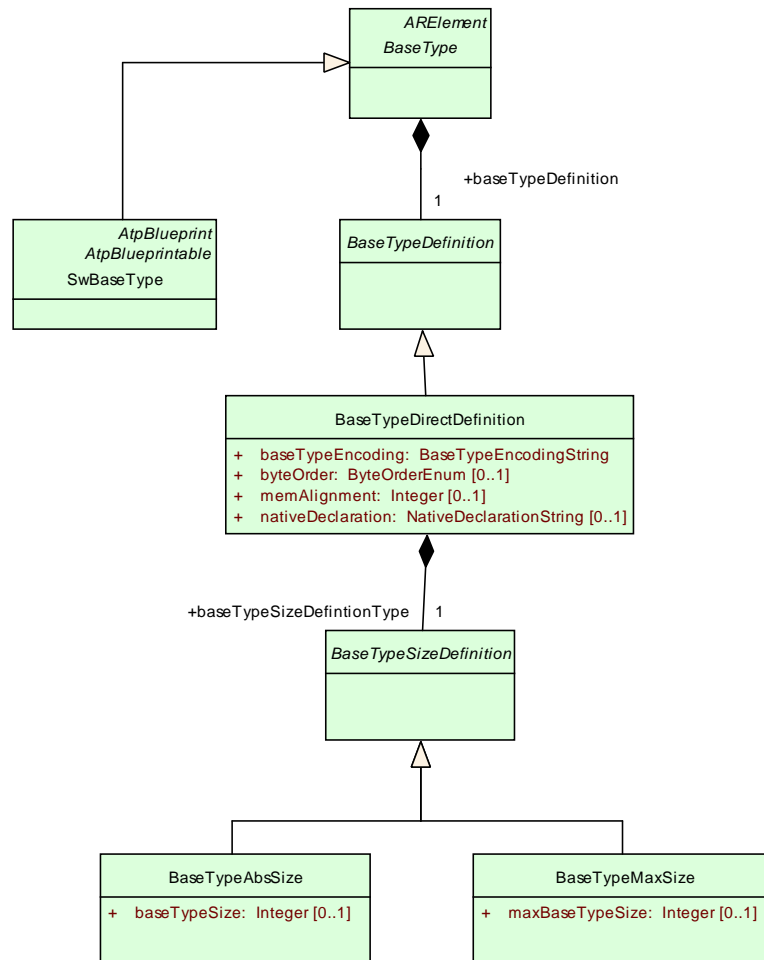 ARElement
BaseType
+baseTypeDefinition
1
AtpBlueprint
AtpBlueprintable
SwBaseType
BaseTypeDefinition
BaseTypeDirectDefinition
+ baseTypeEncoding: BaseTypeEncodingString
+ byteOrder: ByteOrderEnum [0..1]
+ memAlignment: Integer [0..1]
+ nativeDeclaration: NativeDeclarationString [0..1]
+baseTypeSizeDefintionType 1
BaseTypeSizeDefinition
BaseTypeAbsSize
+ baseTypeSize: Integer [0..1]
BaseTypeMaxSize
+ maxBaseTypeSize: Integer [0..1]